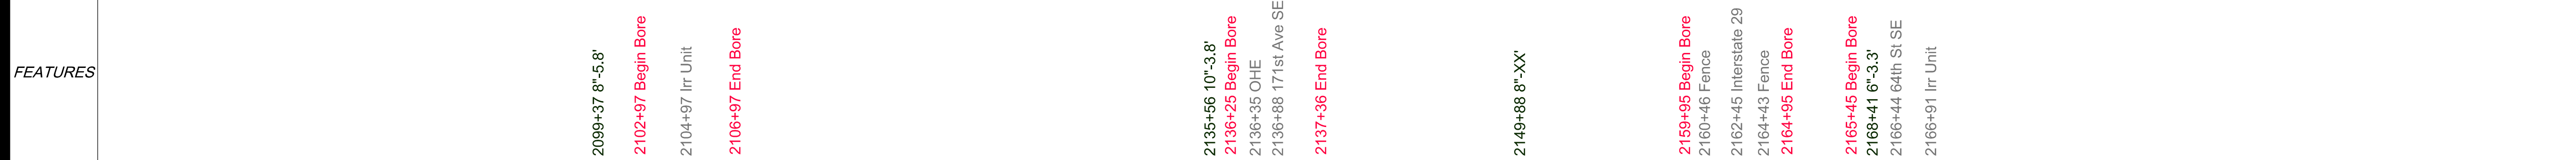 FEATURES
2099+37 8"-5.8'
2102+97 Begin Bore
2104+97 Irr Unit
2106+97 End Bore
2135+56 10"-3.8'
2136+25 Begin Bore
2136+35 OHE
2136+88 171st Ave SE
2137+36 End Bore
2149+88 8"-XX'
2159+95 Begin Bore
2160+46 Fence
2162+45 Interstate 29
2164+43 Fence
2164+95 End Bore
2165+45 Begin Bore
2168+41 6"-3.3'
2166+44 64th St SE
2166+91 Irr Unit